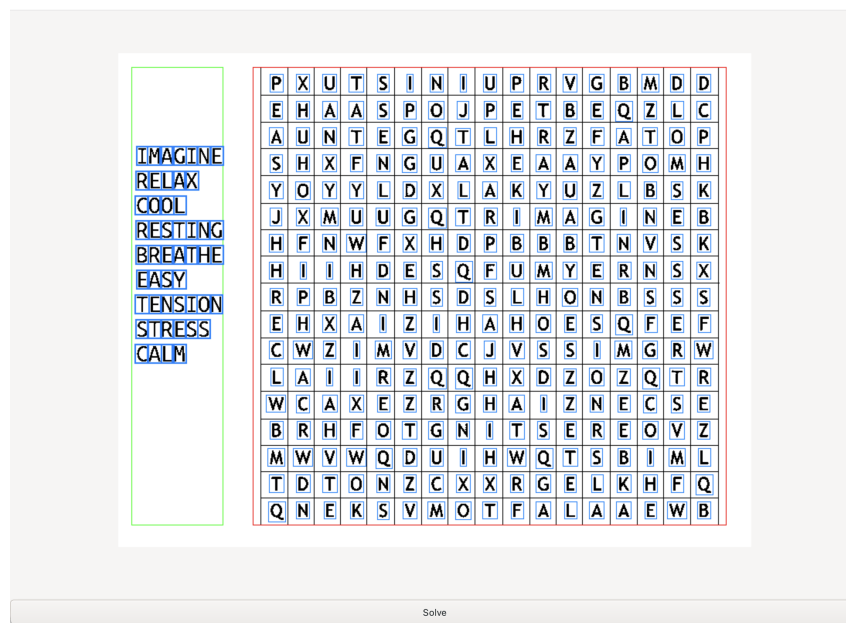 IMAGINE
RELAX
COOL
RESTING
BREATHE
EASY
TENSION
STRESS
CALM
P X U T S I N I U P R V G B M D D
E H A A S P O J P E T B E Q Z L C
A U N T E G Q T L H R Z F A T O P
S H X F N G U A X E A A Y P O M H
Y O Y Y L D X L A K Y U Z L B S K
J X M U U G Q T R I M A G I N E B
H F N W F X H D P B B B T N V S K
H I I H D E S Q F U M Y E R N S X
R P B Z N H S D S L H O N B S S S
E H X A I Z I H A H O E S Q F E F
C W Z I M V D C J V S S I M G R W
L A I I R Z Q Q H X D Z O Z Q T R
W C A X E Z R G H A I Z N E C S E
B R H F O T G N I T S E R E O V Z
M W V W Q D U I H W Q T S B I M L
T D T O N Z C X X R G E L K H F Q
Q N E K S V M O T F A L A A E W B
Solve